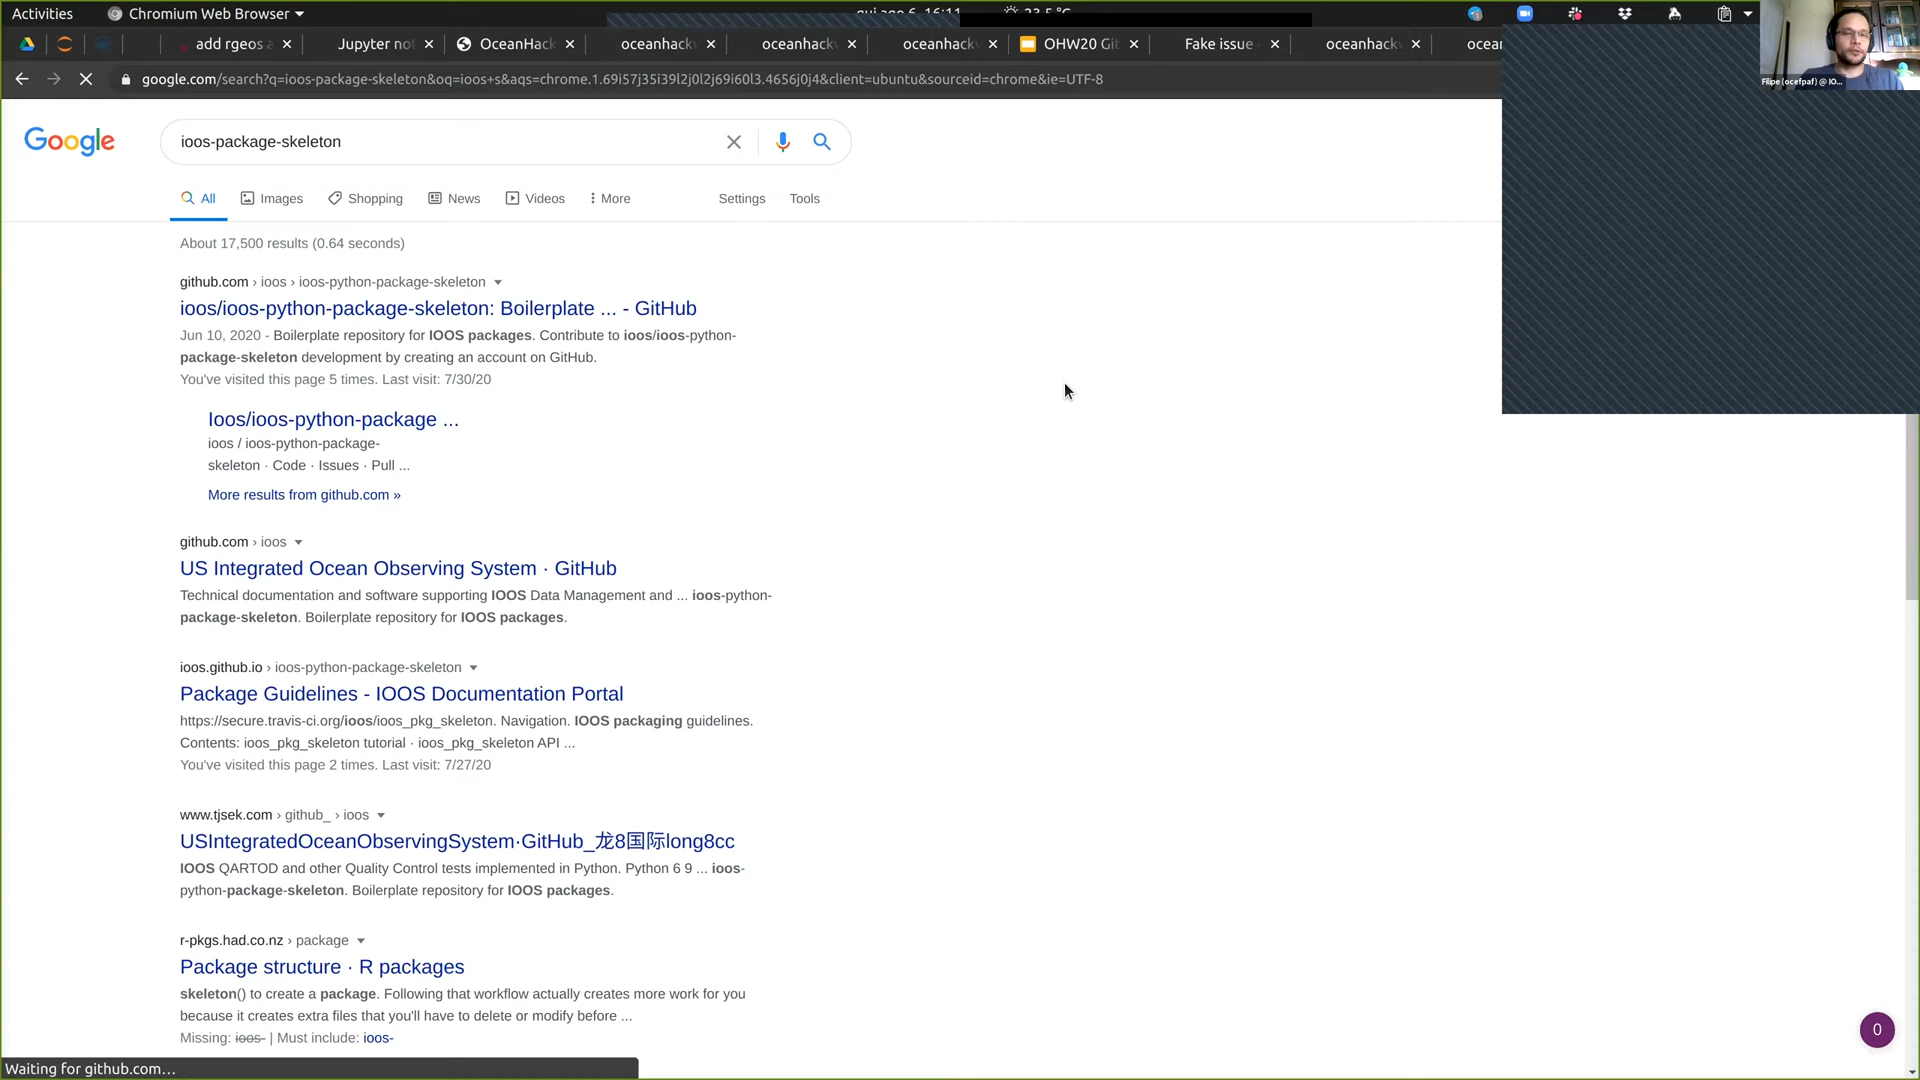 Activities
Chromium Web Browser
add rgeos a
Jupyter not
OceanHack
oceanhack
oceanhack
oceanhack
OHW20 Git
Fake issue
oceanhack
ocean
google.com/search?q=ioos-package-skeleton&oq=ioos+s&aqs=chrome.1.69i57j35i39l2j0l2j69i60l3.4656j0j4&client=ubuntu&sourceid=chrome&ie=UTF-8
Filipe (ocefpaf) @ IO...
Google
ioos-package-skeleton
All
Images
Shopping
News
Videos
More
Settings
Tools
About 17,500 results (0.64 seconds)
github.com › ioos › ioos-python-package-skeleton
ioos/ioos-python-package-skeleton: Boilerplate ... - GitHub
Jun 10, 2020 - Boilerplate repository for IOOS packages. Contribute to ioos/ioos-python-
package-skeleton development by creating an account on GitHub.
You've visited this page 5 times. Last visit: 7/30/20
Ioos/ioos-python-package ...
ioos / ioos-python-package-
skeleton · Code · Issues · Pull ...
More results from github.com »
github.com › ioos
US Integrated Ocean Observing System · GitHub
Technical documentation and software supporting IOOS Data Management and ... ioos-python-
package-skeleton. Boilerplate repository for IOOS packages.
ioos.github.io › ioos-python-package-skeleton
Package Guidelines - IOOS Documentation Portal
https://secure.travis-ci.org/ioos/ioos_pkg_skeleton. Navigation. IOOS packaging guidelines.
Contents: ioos_pkg_skeleton tutorial · ioos_pkg_skeleton API ...
You've visited this page 2 times. Last visit: 7/27/20
www.tjsek.com › github_ › ioos
USIntegratedOceanObservingSystem·GitHub_龙8国际long8cc
IOOS QARTOD and other Quality Control tests implemented in Python. Python 6 9 ... ioos-
python-package-skeleton. Boilerplate repository for IOOS packages.
r-pkgs.had.co.nz › package
Package structure · R packages
skeleton() to create a package. Following that workflow actually creates more work for you
because it creates extra files that you'll have to delete or modify before ...
Missing: ioos- | Must include: ioos-
0
Waiting for github.com…